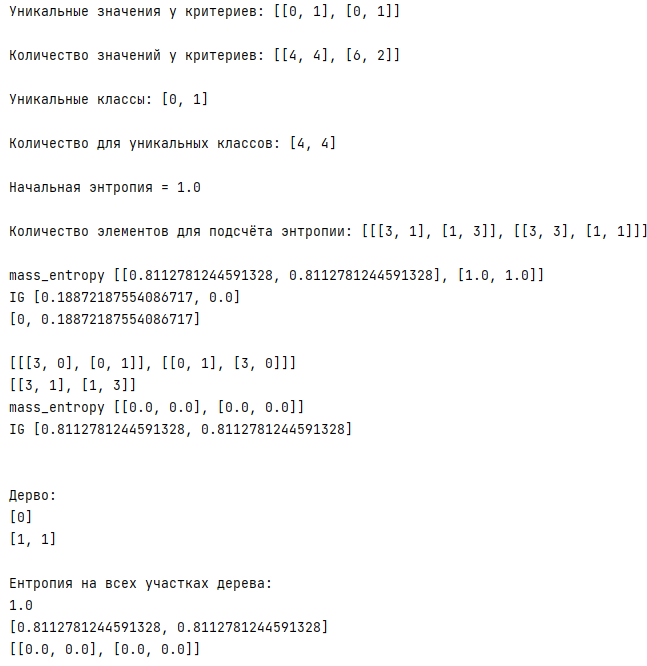 Уникальные значения у критериев: [[0, 1], [0, 1]]
Количество значений у критериев: [[4, 4], [6, 2]]
Уникальные классы: [0, 1]
Количество для уникальных классов: [4, 4]
Начальная энтропия = 1.0
Количество элементов для подсчёта энтропии: [[[3, 1], [1, 3]], [[3, 3], [1, 1]]]
mass_entropy [[0.8112781244591328, 0.8112781244591328], [1.0, 1.0]]
IG [0.18872187554086717, 0.0]
[0, 0.18872187554086717]
[[[3, 0], [0, 1]], [[0, 1], [3, 0]]]
[[3, 1], [1, 3]]
mass_entropy [[0.0, 0.0], [0.0, 0.0]]
IG [0.8112781244591328, 0.8112781244591328]
Дерво:
[0]
[1, 1]
Ентропия на всех участках дерева:
1.0
[0.8112781244591328, 0.8112781244591328]
[[0.0, 0.0], [0.0, 0.0]]